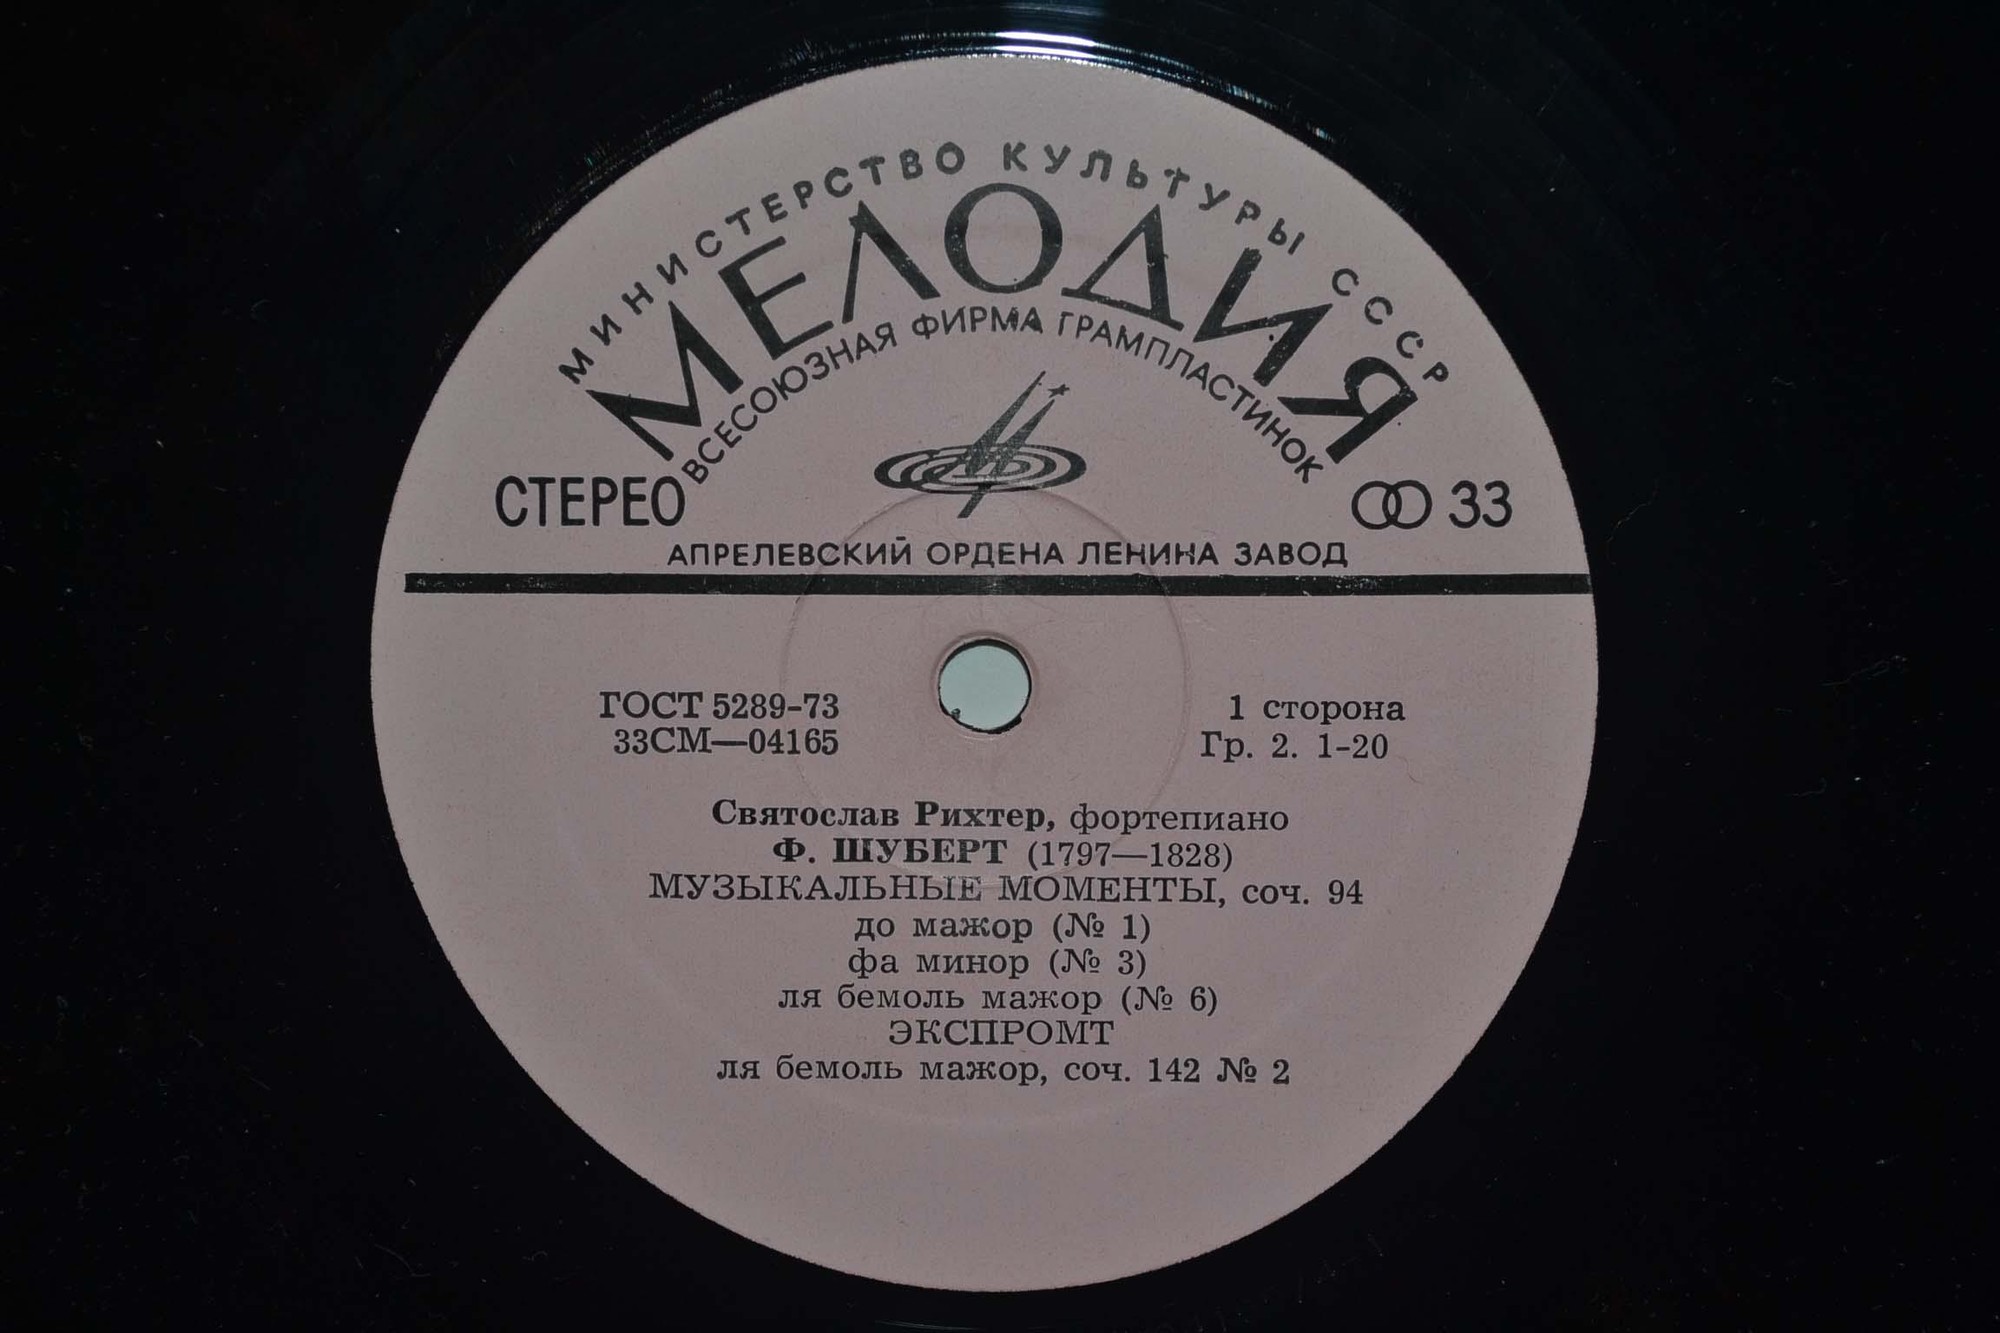 МИНИСТЕРСТВО КУЛЬТУРЫ СССР
МЕЛОДИЯ
ВСЕСОЮЗНАЯ ФИРМА ГРАМПЛАСТИНОК
СТЕРЕО
33
АПРЕЛЕВСКИЙ ОРДЕНА ЛЕНИНА ЗАВОД
ГОСТ 5289-73
33СМ—04165
1 сторона
Гр. 2. 1-20
Святослав Рихтер, фортепиано
Ф. ШУБЕРТ (1797—1828)
МУЗЫКАЛЬНЫЕ МОМЕНТЫ, соч. 94
до мажор (№ 1)
фа минор (№ 3)
ля бемоль мажор (№ 6)
ЭКСПРОМТ
ля бемоль мажор, соч. 142 № 2